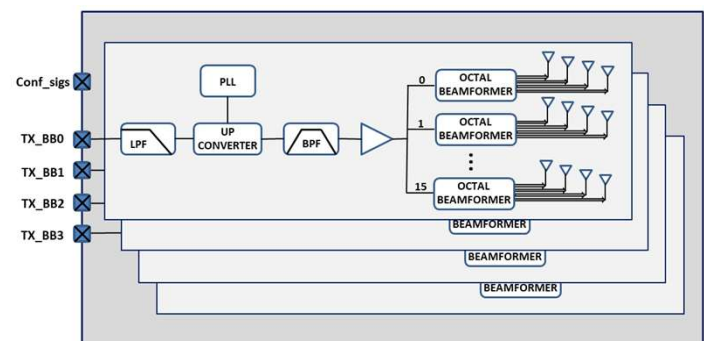 Conf_sigs
PLL
0
OCTAL
BEAMFORMER
TX_BB0
LPF
UP
CONVERTER
BPF
1
OCTAL
BEAMFORMER
TX_BB1
15
OCTAL
BEAMFORMER
TX_BB2
BEAMFORMER
TX_BB3
BEAMFORMER
BEAMFORMER